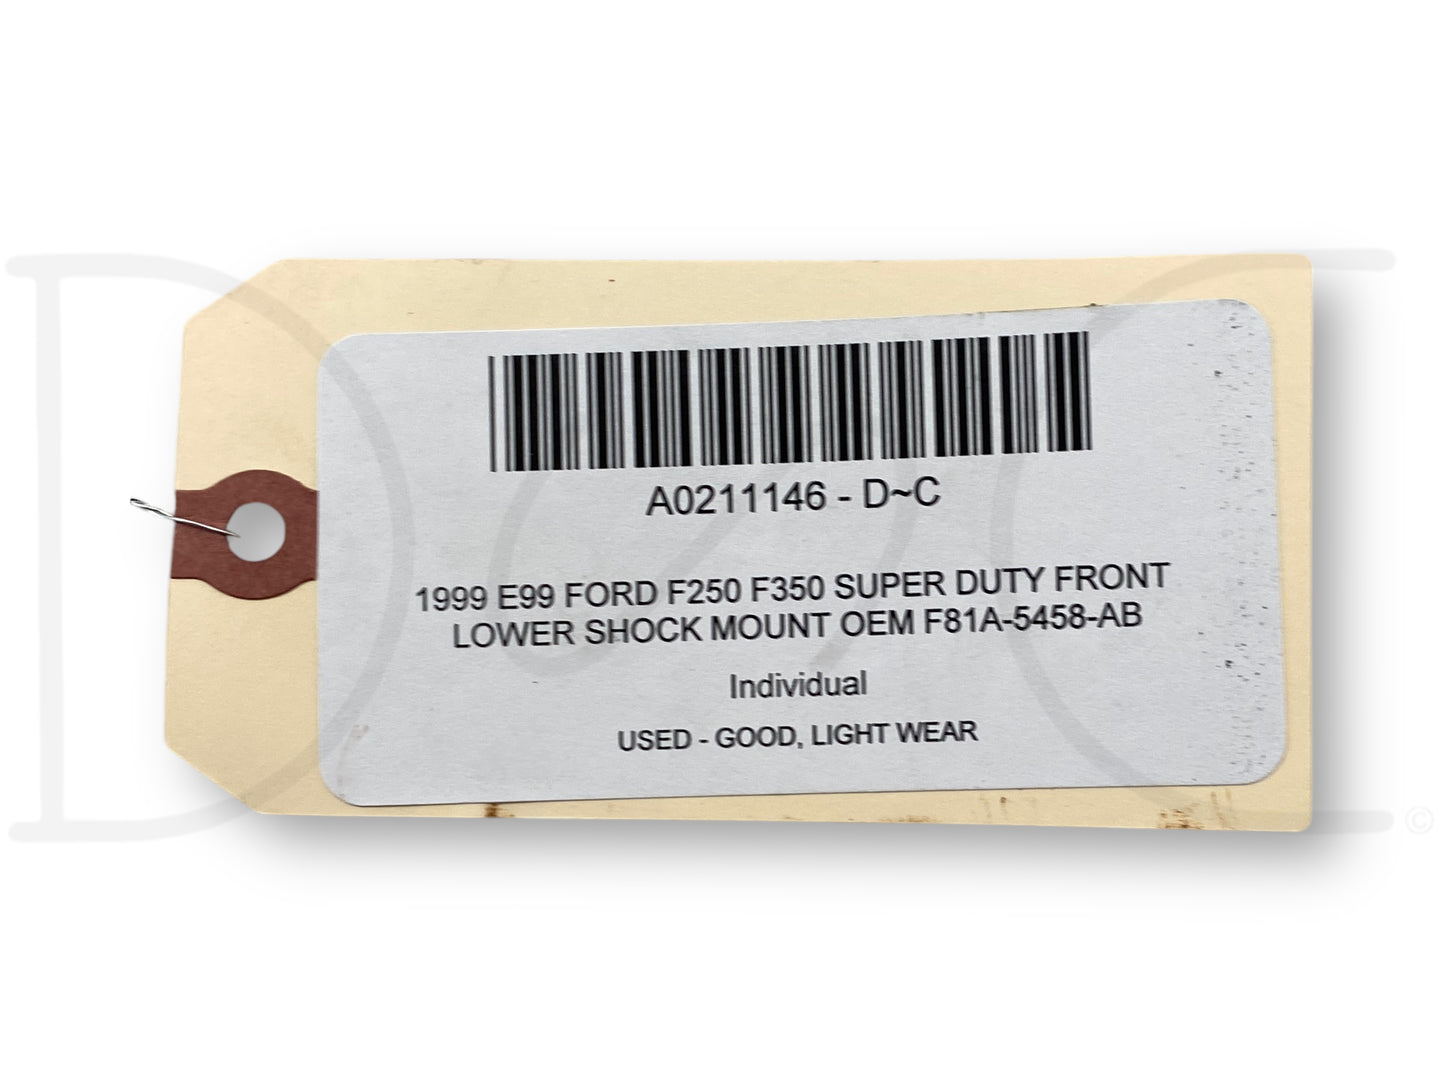 A0211146 - D~C
1999 E99 FORD F250 F350 SUPER DUTY FRONT
LOWER SHOCK MOUNT OEM F81A-5458-AB
Individual
USED - GOOD, LIGHT WEAR
©